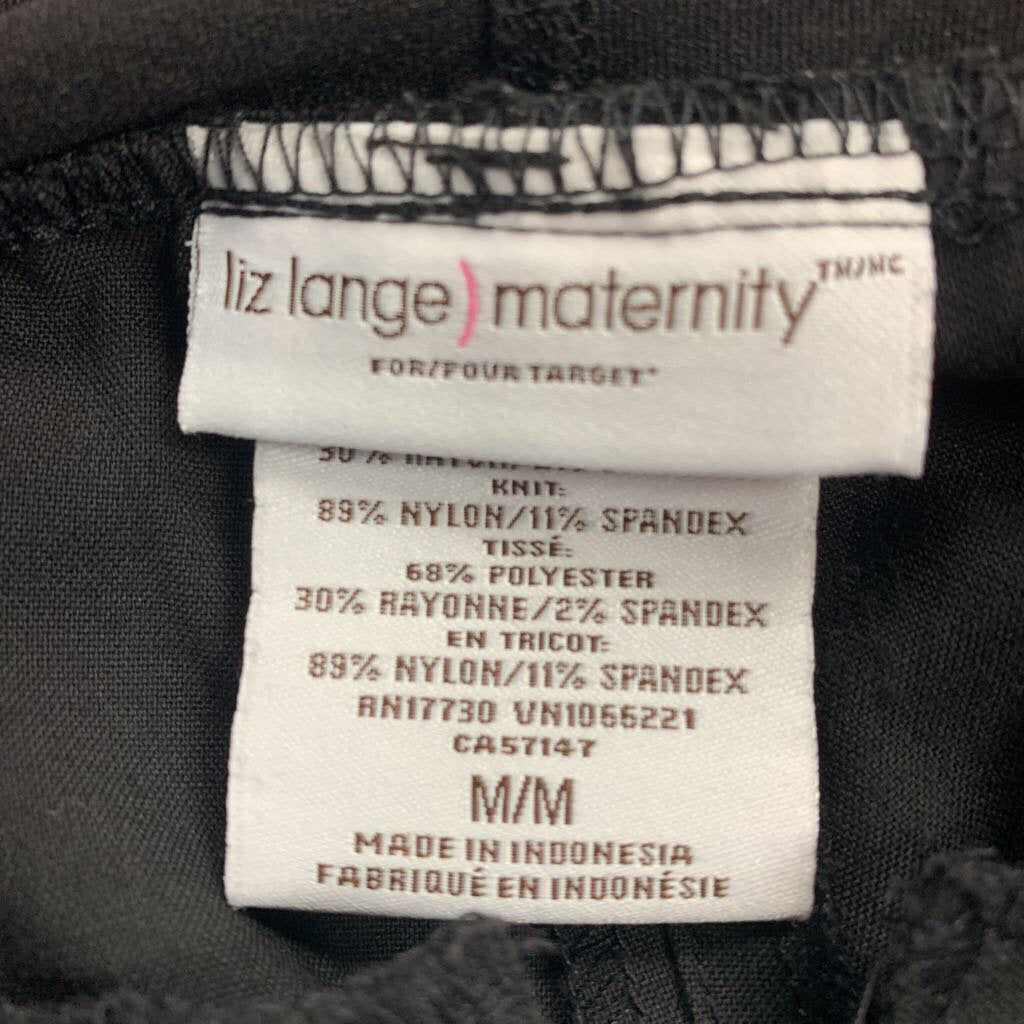 liz lange) maternity TM/MC
FOR/POUR TARGET*
30%
KNIT:
89% NYLON/11% SPANDEX
TISSÉ:
68% POLYESTER
30% RAYONNE/2% SPANDEX
EN TRICOT:
89% NYLON/11% SPANDEX
RN17730 VN1066221
CA57147
M/M
MADE IN INDONESIA
FABRIQUÉ EN INDONÉSIE